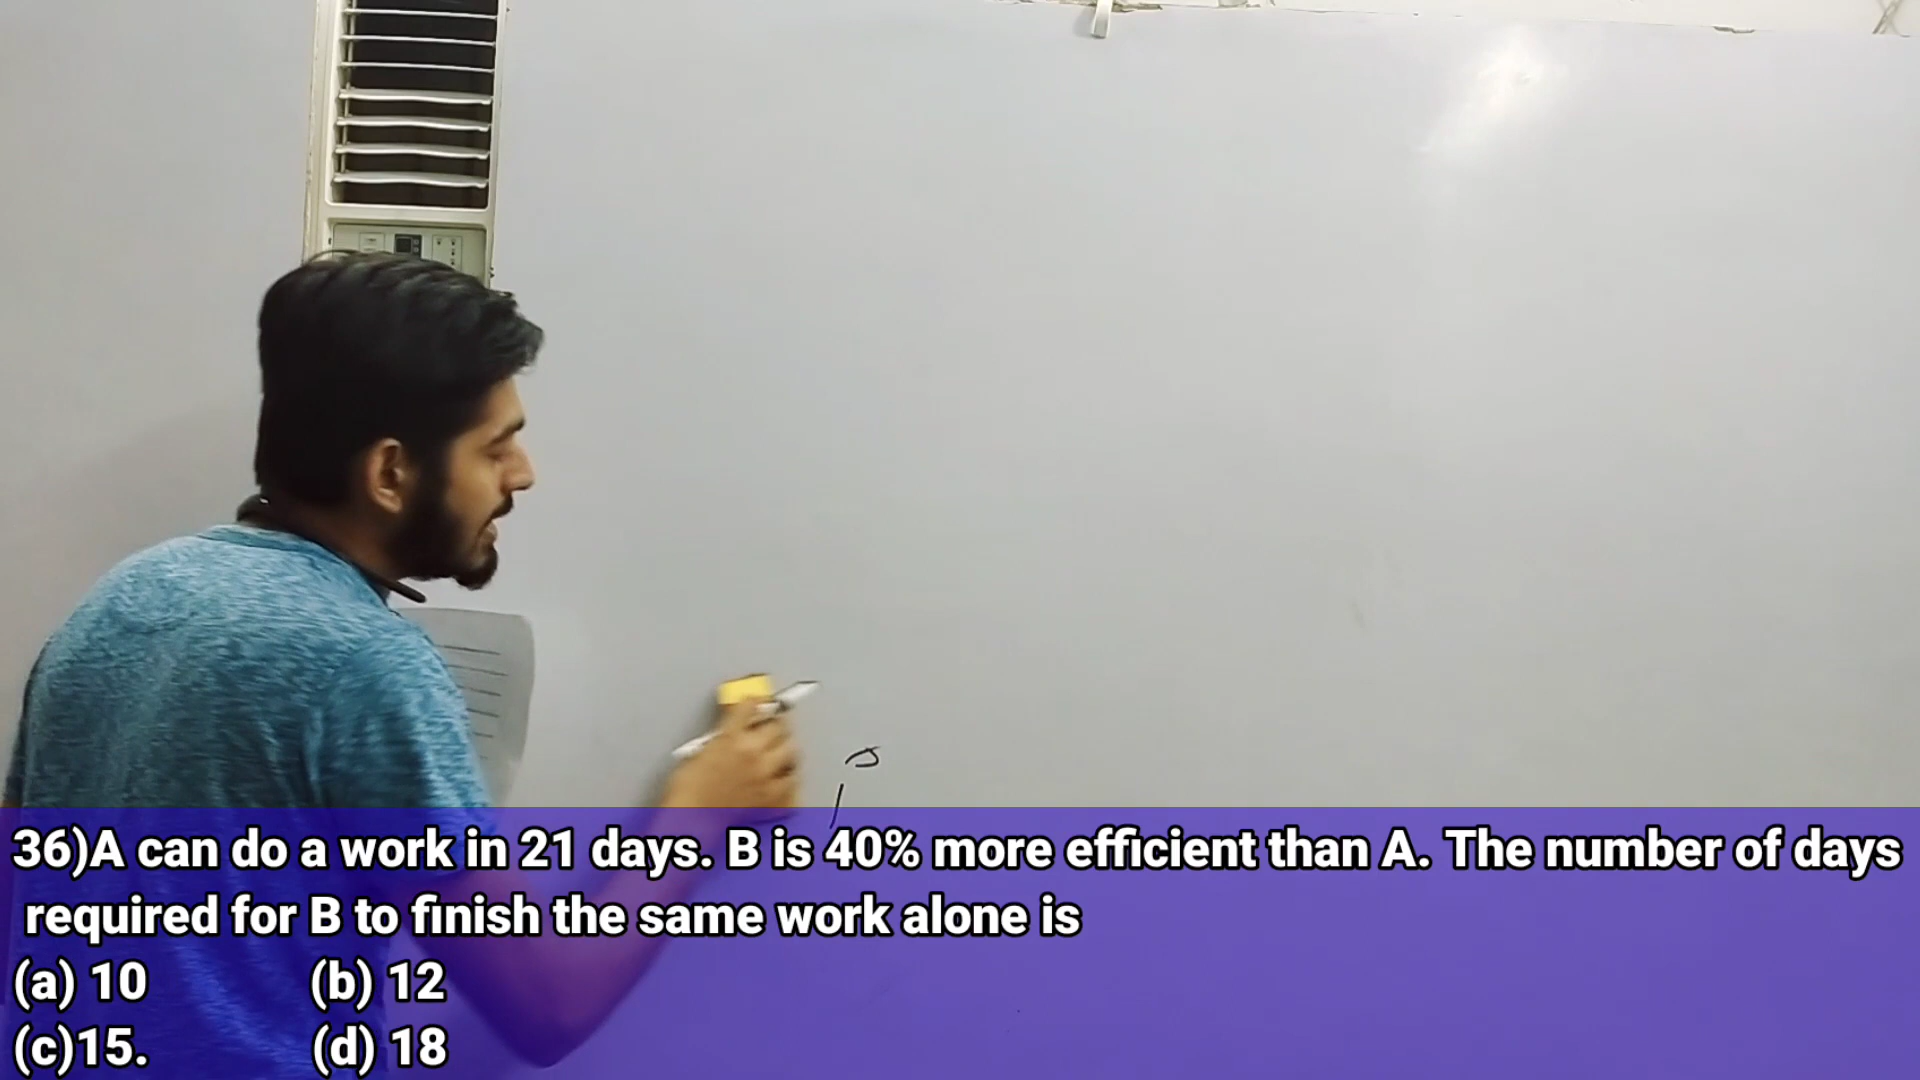 36)A can do a work in 21 days. B is 40% more efficient than A. The number of days
required for B to finish the same work alone is
(a) 10 (b) 12
(c)15. (d) 18